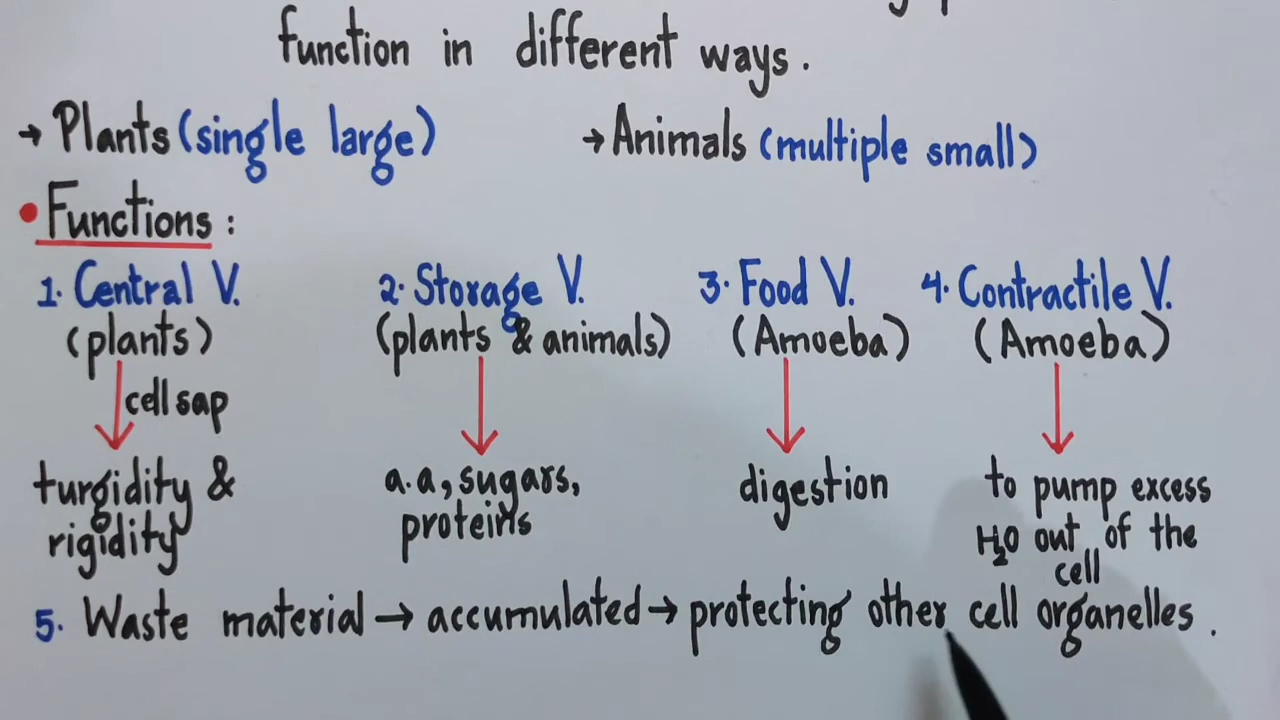 function in different ways.
→ Plants (single large) → Animals (multiple small)
• Functions :
1. Central V. 2. Storage V. 3. Food V. 4. Contractile V.
(plants) (plants & animals) (Amoeba) (Amoeba)
cell sap
turgidity & a.a, sugars, digestion to pump excess
rigidity proteins H₂O out of the
cell
5. Waste material → accumulated → protecting other cell organelles.